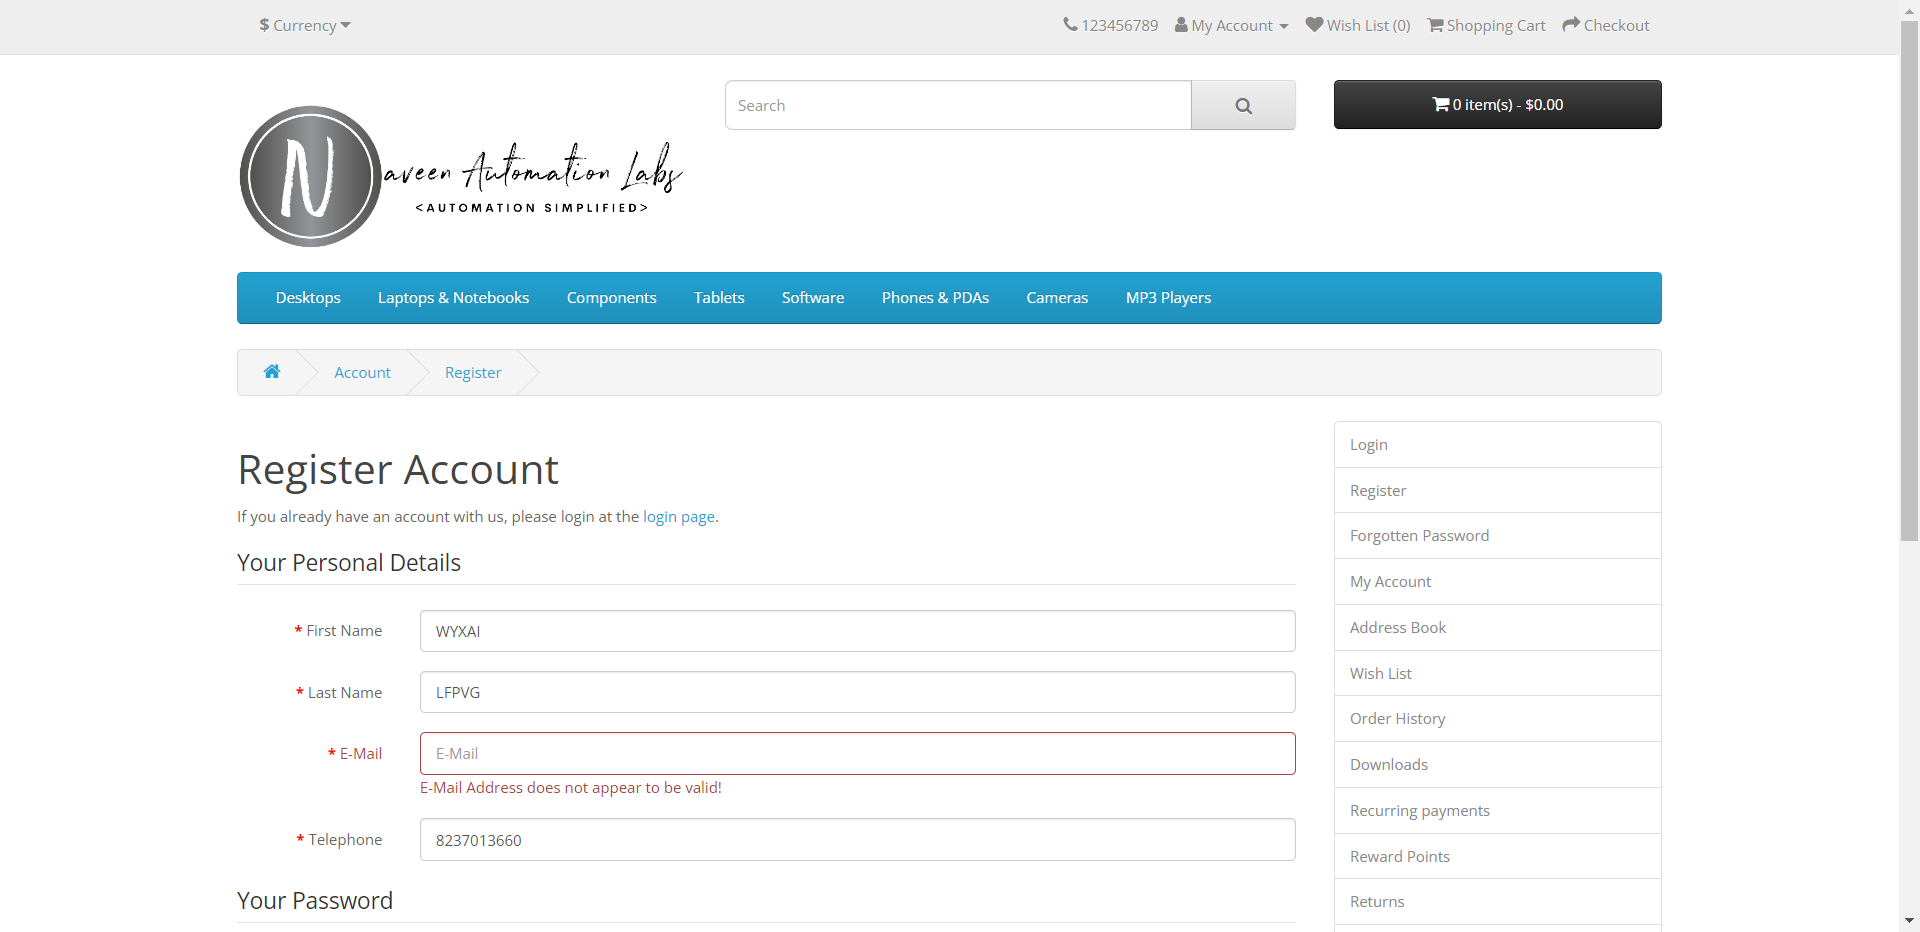 $ Currency
123456789 My Account Wish List (0) Shopping Cart Checkout
Search
0 item(s) - $0.00
N
aveen Automation Labs
<AUTOMATION SIMPLIFIED>
Desktops Laptops & Notebooks Components Tablets Software Phones & PDAs Cameras MP3 Players
Account Register
Register Account
If you already have an account with us, please login at the login page.
Your Personal Details
* First Name WYXAI
* Last Name LFPVG
* E-Mail E-Mail
E-Mail Address does not appear to be valid!
* Telephone 8237013660
Your Password
Login
Register
Forgotten Password
My Account
Address Book
Wish List
Order History
Downloads
Recurring payments
Reward Points
Returns